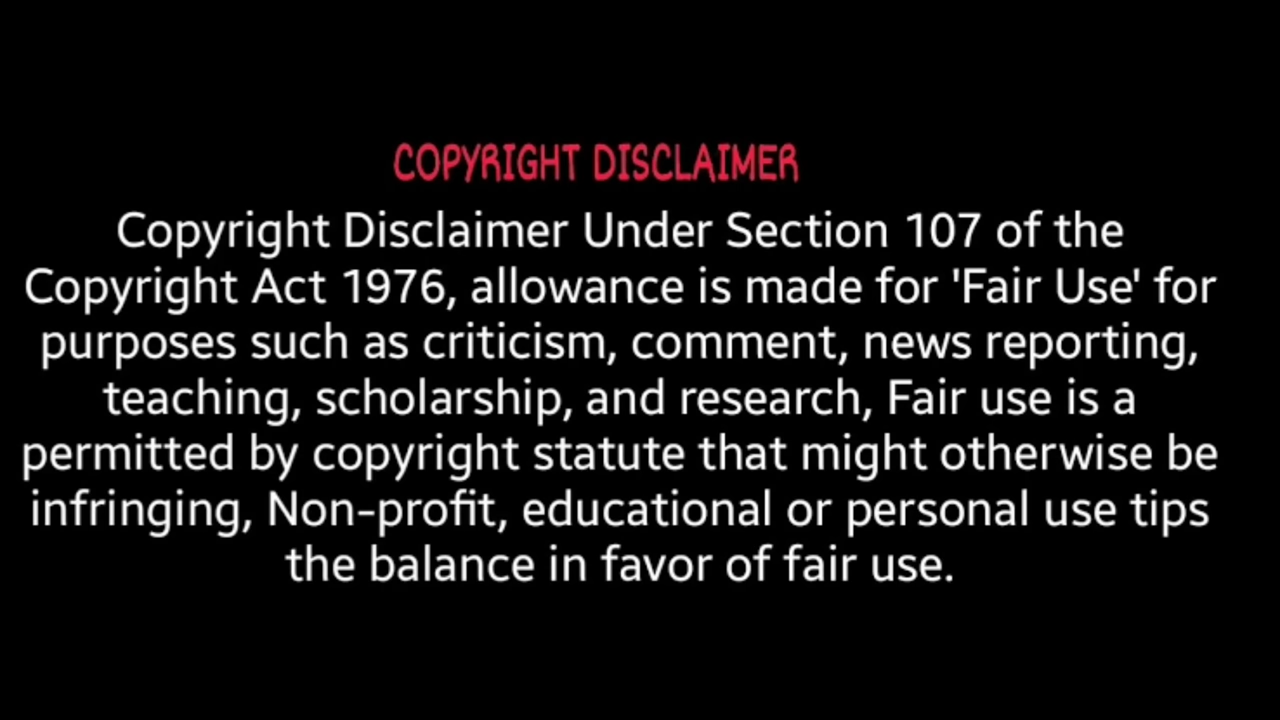 COPYRIGHT DISCLAIMER
Copyright Disclaimer Under Section 107 of the
Copyright Act 1976, allowance is made for 'Fair Use' for
purposes such as criticism, comment, news reporting,
teaching, scholarship, and research, Fair use is a
permitted by copyright statute that might otherwise be
infringing, Non-profit, educational or personal use tips
the balance in favor of fair use.